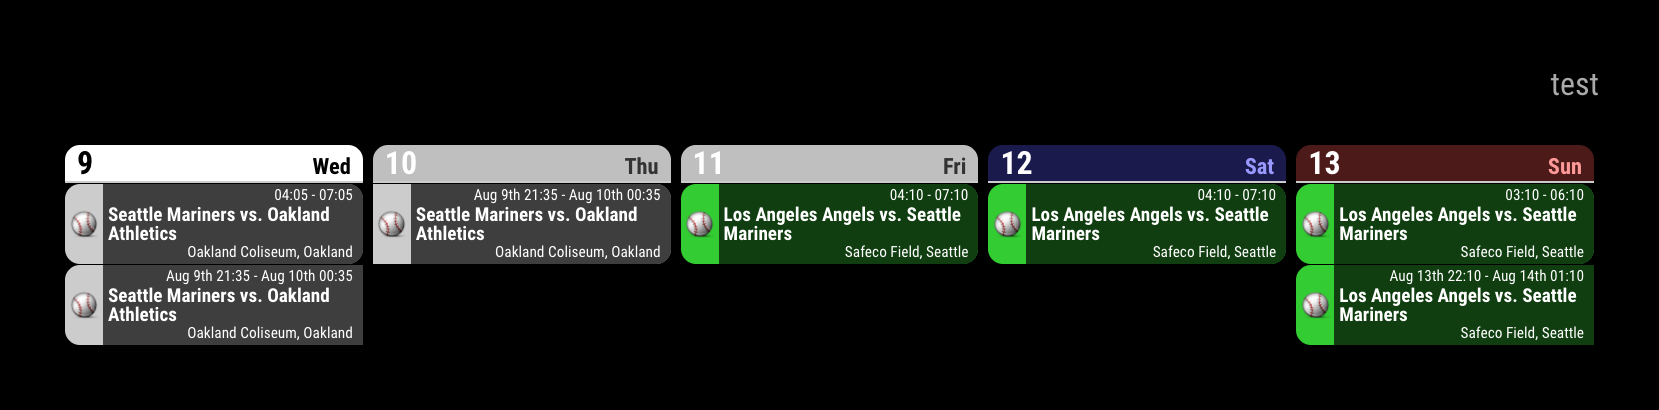 test
9 Wed
04:05 - 07:05
Seattle Mariners vs. Oakland
Athletics
Oakland Coliseum, Oakland
Aug 9th 21:35 - Aug 10th 00:35
Seattle Mariners vs. Oakland
Athletics
Oakland Coliseum, Oakland
10 Thu
Aug 9th 21:35 - Aug 10th 00:35
Seattle Mariners vs. Oakland
Athletics
Oakland Coliseum, Oakland
11 Fri
04:10 - 07:10
Los Angeles Angels vs. Seattle
Mariners
Safeco Field, Seattle
12 Sat
04:10 - 07:10
Los Angeles Angels vs. Seattle
Mariners
Safeco Field, Seattle
13 Sun
03:10 - 06:10
Los Angeles Angels vs. Seattle
Mariners
Safeco Field, Seattle
Aug 13th 22:10 - Aug 14th 01:10
Los Angeles Angels vs. Seattle
Mariners
Safeco Field, Seattle